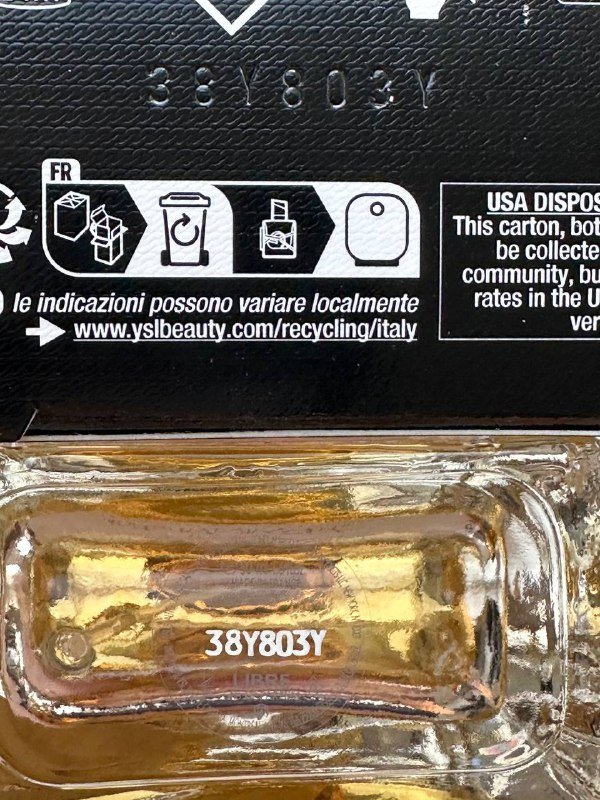 38Y803Y
FR
le indicazioni possono variare localmente
www.yslbeauty.com/recycling/italy
USA DISPOS
This carton, bot
be collecte
community, bu
rates in the U
ver
38Y803Y
LIBRE